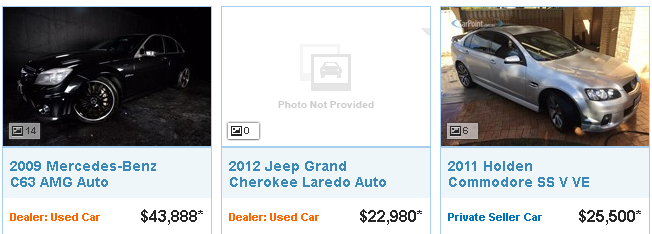 14
2009 Mercedes-Benz
C63 AMG Auto
Dealer: Used Car $43,888*
Photo Not Provided
0
2012 Jeep Grand
Cherokee Laredo Auto
Dealer: Used Car $22,980*
CarPoint.com.au
6
2011 Holden
Commodore SS V VE
Private Seller Car $25,500*